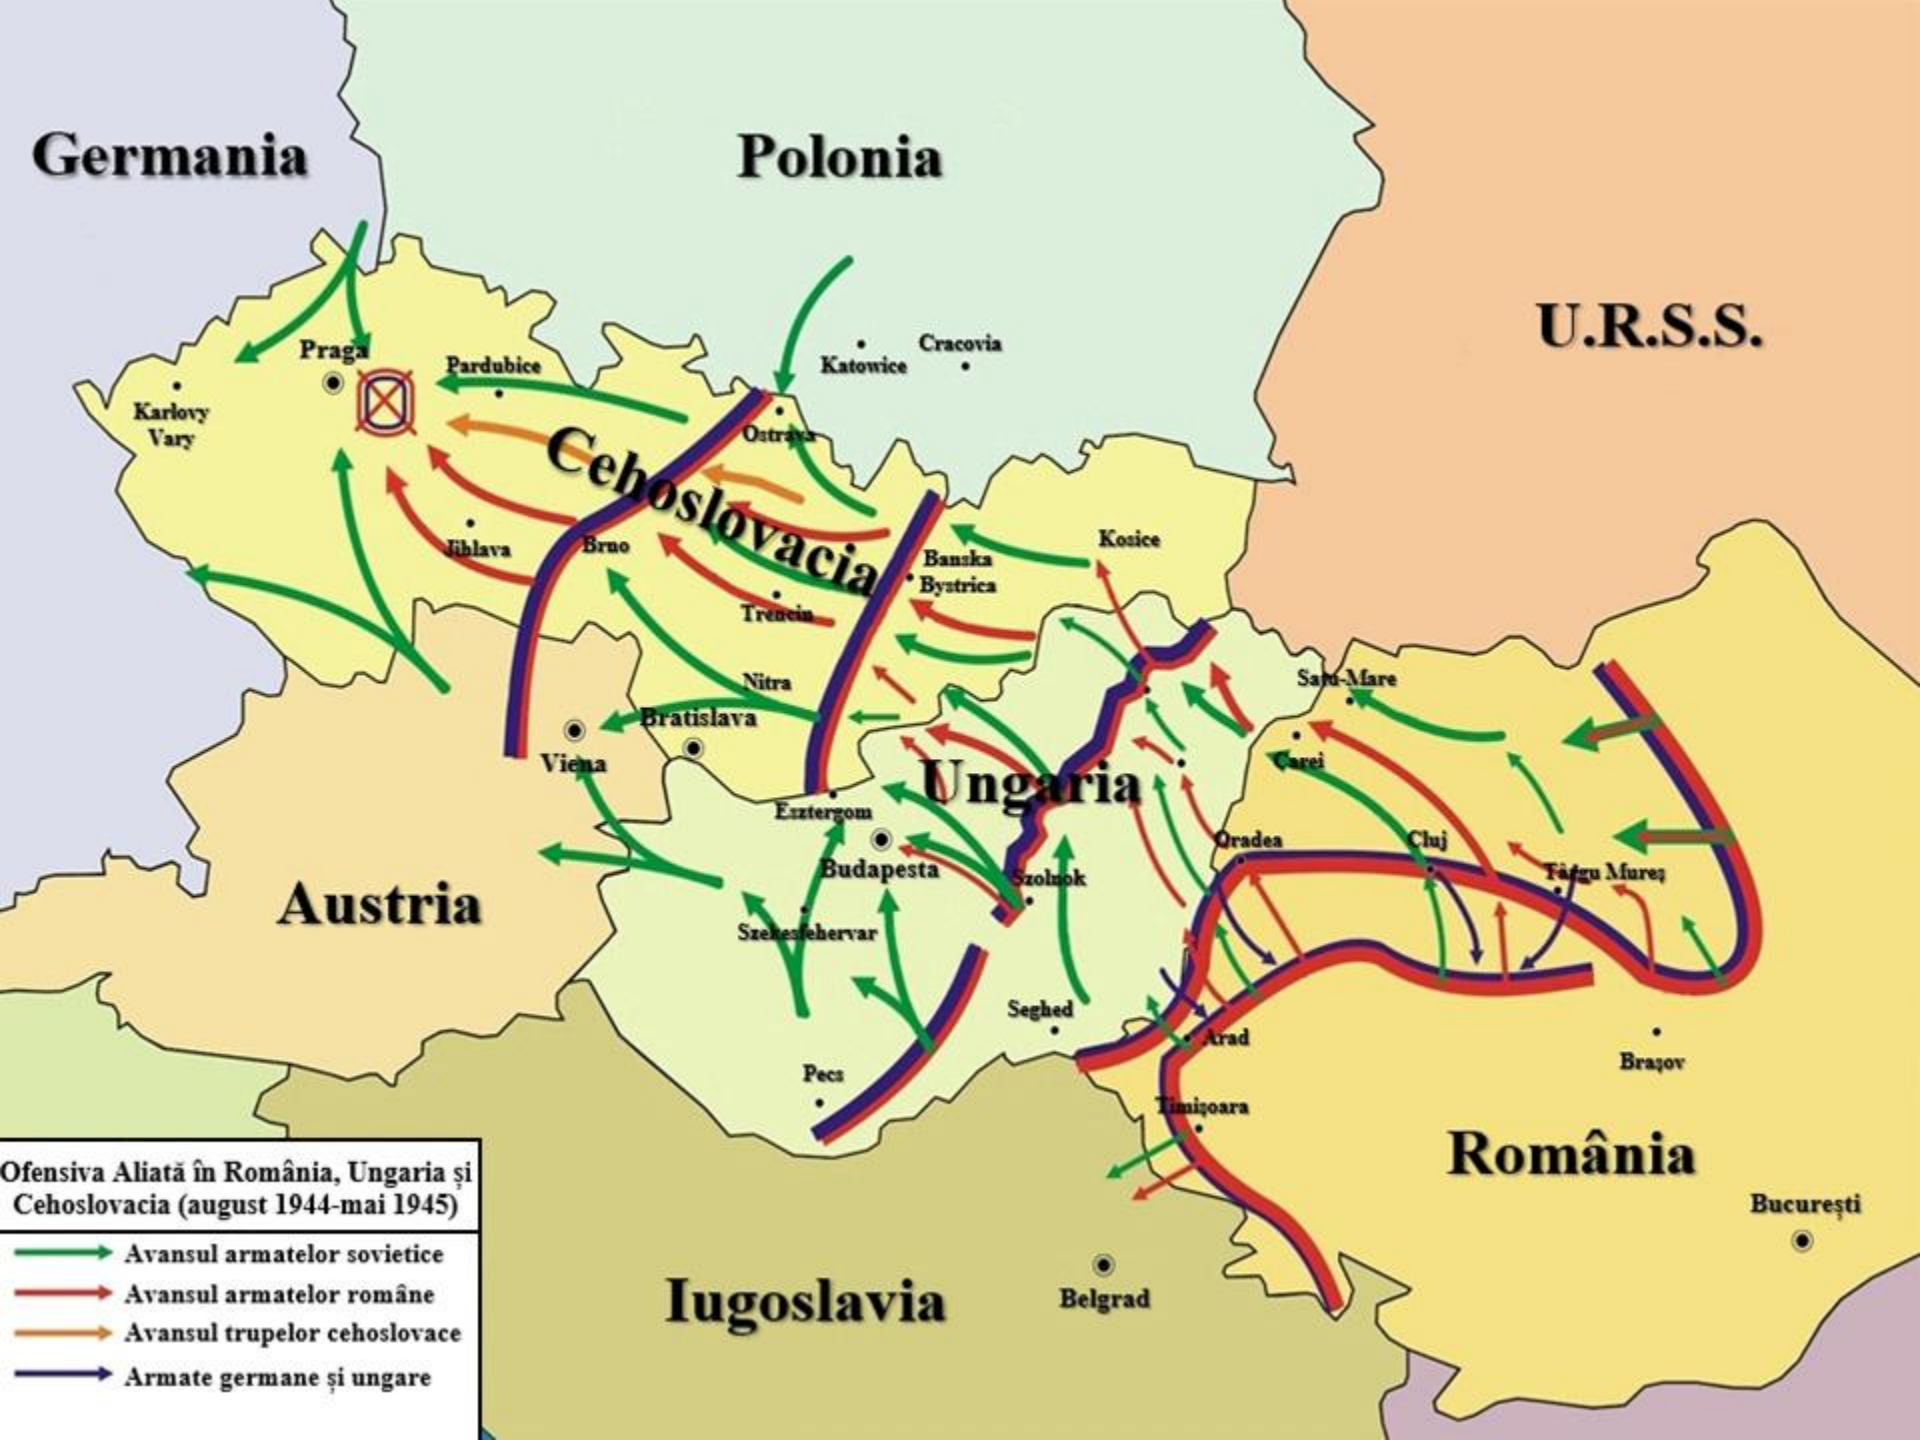 Germania
Polonia
U.R.S.S.
Praga
Pardubice
Katowice
Cracovia
Karlovy
Vary
Ostrava
Cehoslovacia
Jihlava
Brno
Kosice
Banska
Bystrica
Trencin
Nitra
Bratislava
Viena
Satu-Mare
Carei
Ungaria
Esztergom
Budapesta
Oradea
Cluj
Târgu Mureș
Szolnok
Austria
Szekesfehervar
Seghed
Arad
Brașov
Pecs
Timișoara
România
București
Iugoslavia
Belgrad
Ofensiva Aliată în România, Ungaria și
Cehoslovacia (august 1944-mai 1945)
Avansul armatelor sovietice
Avansul armatelor române
Avansul trupelor cehoslovace
Armate germane și ungare